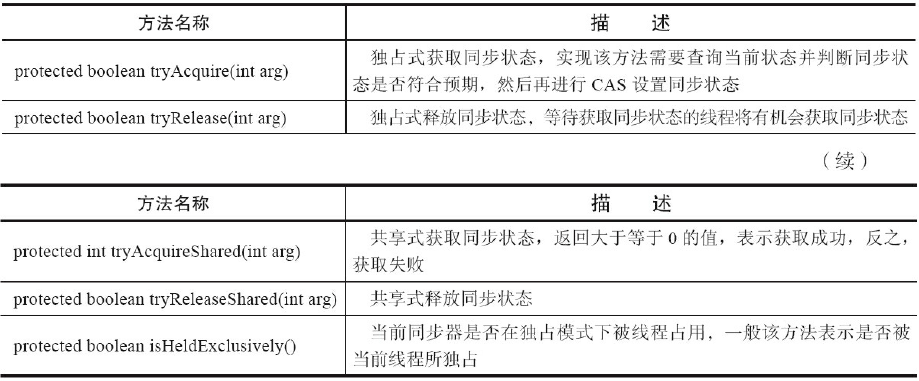 方法名称 描 述
protected boolean tryAcquire(int arg) 独占式获取同步状态，实现该方法需要查询当前状态并判断同步状
态是否符合预期，然后再进行 CAS 设置同步状态
protected boolean tryRelease(int arg) 独占式释放同步状态，等待获取同步状态的线程将有机会获取同步状态
（续）
方法名称 描 述
protected int tryAcquireShared(int arg) 共享式获取同步状态，返回大于等于 0 的值，表示获取成功，反之，
获取失败
protected boolean tryReleaseShared(int arg) 共享式释放同步状态
protected boolean isHeldExclusively() 当前同步器是否在独占模式下被线程占用，一般该方法表示是否被
当前线程所独占